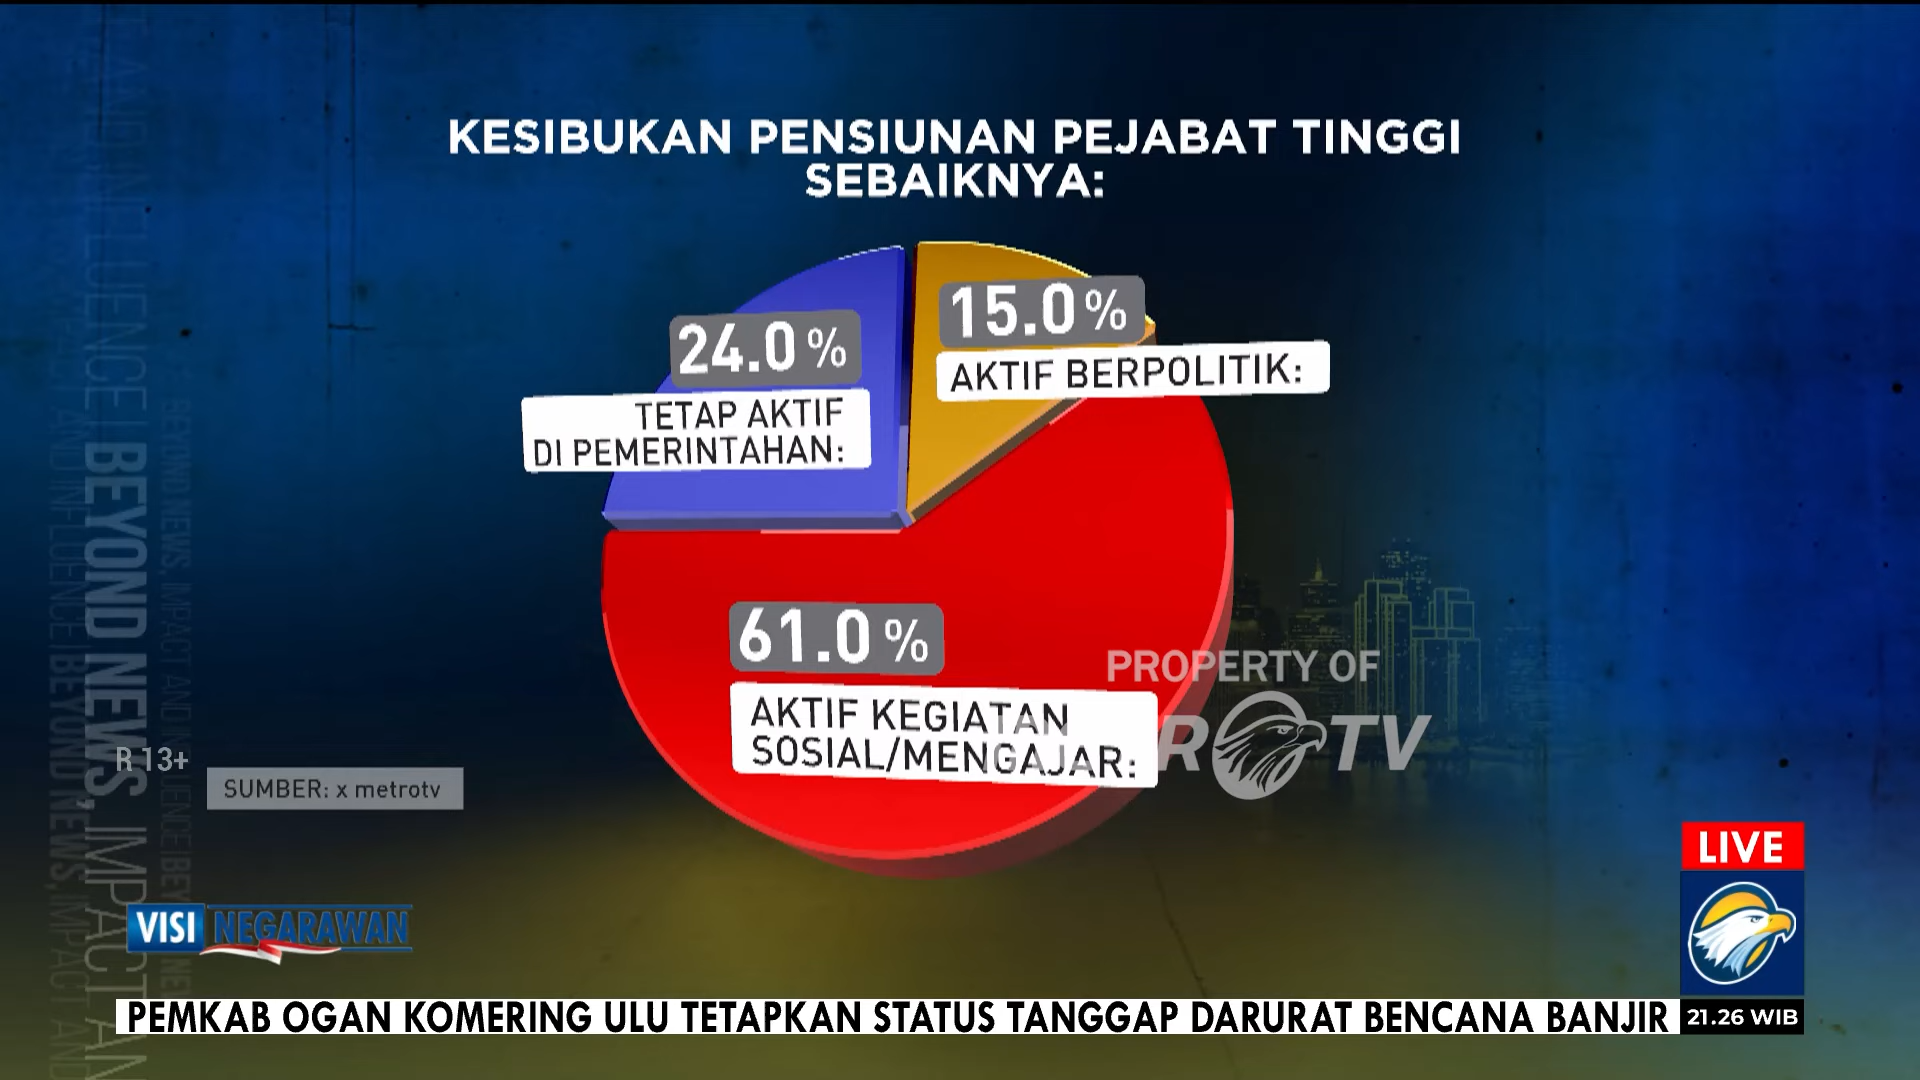 KESIBUKAN PENSIUNAN PEJABAT TINGGI
SEBAIKNYA:
24.0 %
TETAP AKTIF
DI PEMERINTAHAN:
15.0 %
AKTIF BERPOLITIK:
61.0 %
AKTIF KEGIATAN
SOSIAL/MENGAJAR:
PROPERTY OF
TV
R 13+
SUMBER: x metrotv
BEYOND NEWS, IMPACT AN
LIVE
VISI NEGARAWAN
PEMKAB OGAN KOMERING ULU TETAPKAN STATUS TANGGAP DARURAT BENCANA BANJIR
21.26 WIB